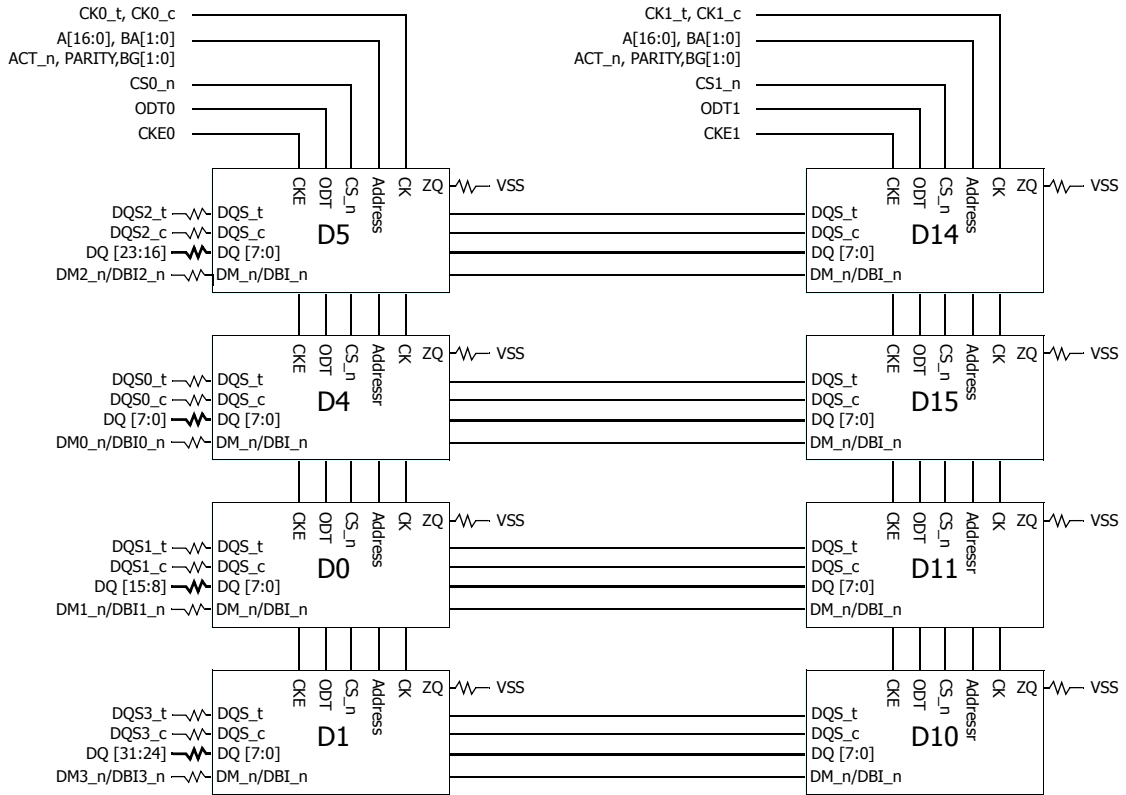 CK0_t, CK0_c
A[16:0], BA[1:0]
ACT_n, PARITY,BG[1:0]
CS0_n
ODT0
CKE0
CK1_t, CK1_c
A[16:0], BA[1:0]
ACT_n, PARITY,BG[1:0]
CS1_n
ODT1
CKE1
CKE ODT CS_n Address CK ZQ VSS
DQS2_t DQS_t
DQS2_c DQS_c
D5
DQ [23:16] DQ [7:0]
DM2_n/DBI2_n DM_n/DBI_n
CKE ODT CS_n Address CK ZQ VSS
DQS_t
DQS_c
D14
DQ [7:0]
DM_n/DBI_n
CKE ODT CS_n Addressr CK ZQ VSS
DQS0_t DQS_t
DQS0_c DQS_c
D4
DQ [7:0] DQ [7:0]
DM0_n/DBI0_n DM_n/DBI_n
CKE ODT CS_n Address CK ZQ VSS
DQS_t
DQS_c
D15
DQ [7:0]
DM_n/DBI_n
CKE ODT CS_n Address CK ZQ VSS
DQS1_t DQS_t
DQS1_c DQS_c
D0
DQ [15:8] DQ [7:0]
DM1_n/DBI1_n DM_n/DBI_n
CKE ODT CS_n Addressr CK ZQ VSS
DQS_t
DQS_c
D11
DQ [7:0]
DM_n/DBI_n
CKE ODT CS_n Address CK ZQ VSS
DQS3_t DQS_t
DQS3_c DQS_c
D1
DQ [31:24] DQ [7:0]
DM3_n/DBI3_n DM_n/DBI_n
CKE ODT CS_n Addressr CK ZQ VSS
DQS_t
DQS_c
D10
DQ [7:0]
DM_n/DBI_n